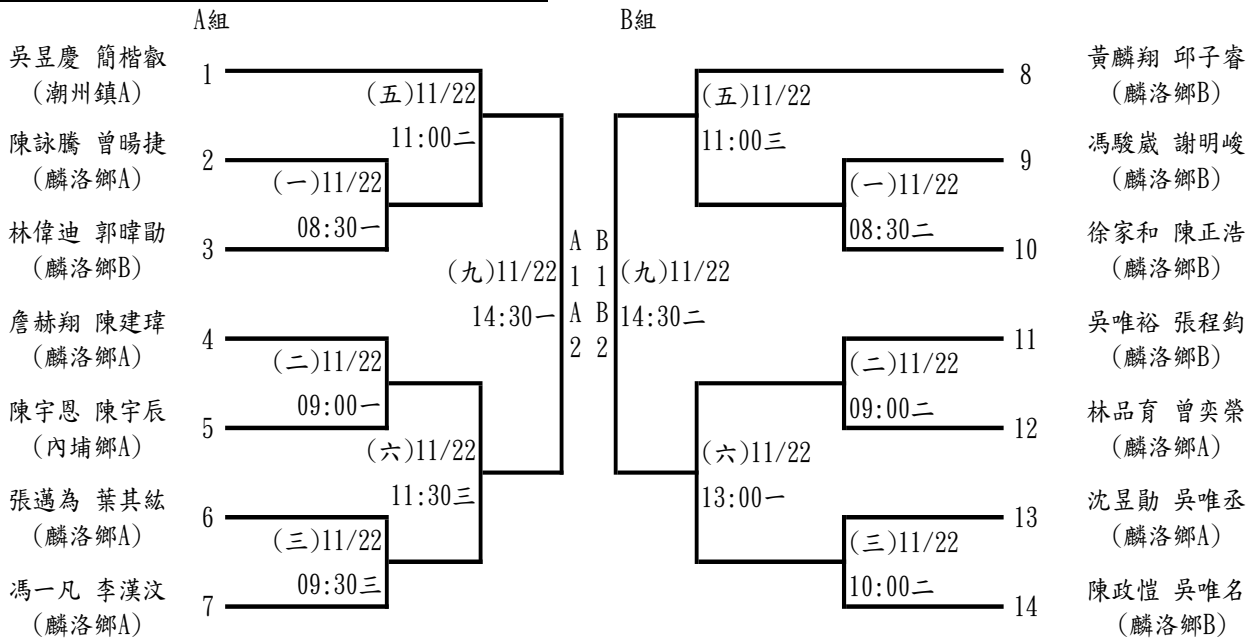 A組
吳昱慶 簡楷叡
1
(潮州鎮A)
(五)11/22
11:00二
陳詠騰 曾暘捷
2
(麟洛鄉A)
(一)11/22
08:30一
林偉迪 郭暐勛
3
(麟洛鄉B)
(九)11/22
14:30一
詹赫翔 陳建瑋
4
(麟洛鄉A)
(二)11/22
09:00一
陳宇恩 陳宇辰
5
(內埔鄉A)
(六)11/22
11:30三
張邁為 葉其紘
6
(麟洛鄉A)
(三)11/22
09:30三
馮一凡 李漢汶
7
(麟洛鄉A)
A B
1 1
A B
2 2
B組
黃麟翔 邱子睿
8
(麟洛鄉B)
(五)11/22
11:00三
馮駿崴 謝明峻
9
(麟洛鄉B)
(一)11/22
08:30二
徐家和 陳正浩
10
(麟洛鄉B)
(九)11/22
14:30二
吳唯裕 張程鈞
11
(麟洛鄉B)
(二)11/22
09:00二
林品育 曾奕榮
12
(麟洛鄉A)
(六)11/22
13:00一
沈昱勛 吳唯丞
13
(麟洛鄉A)
(三)11/22
10:00二
陳政愷 吳唯名
14
(麟洛鄉B)